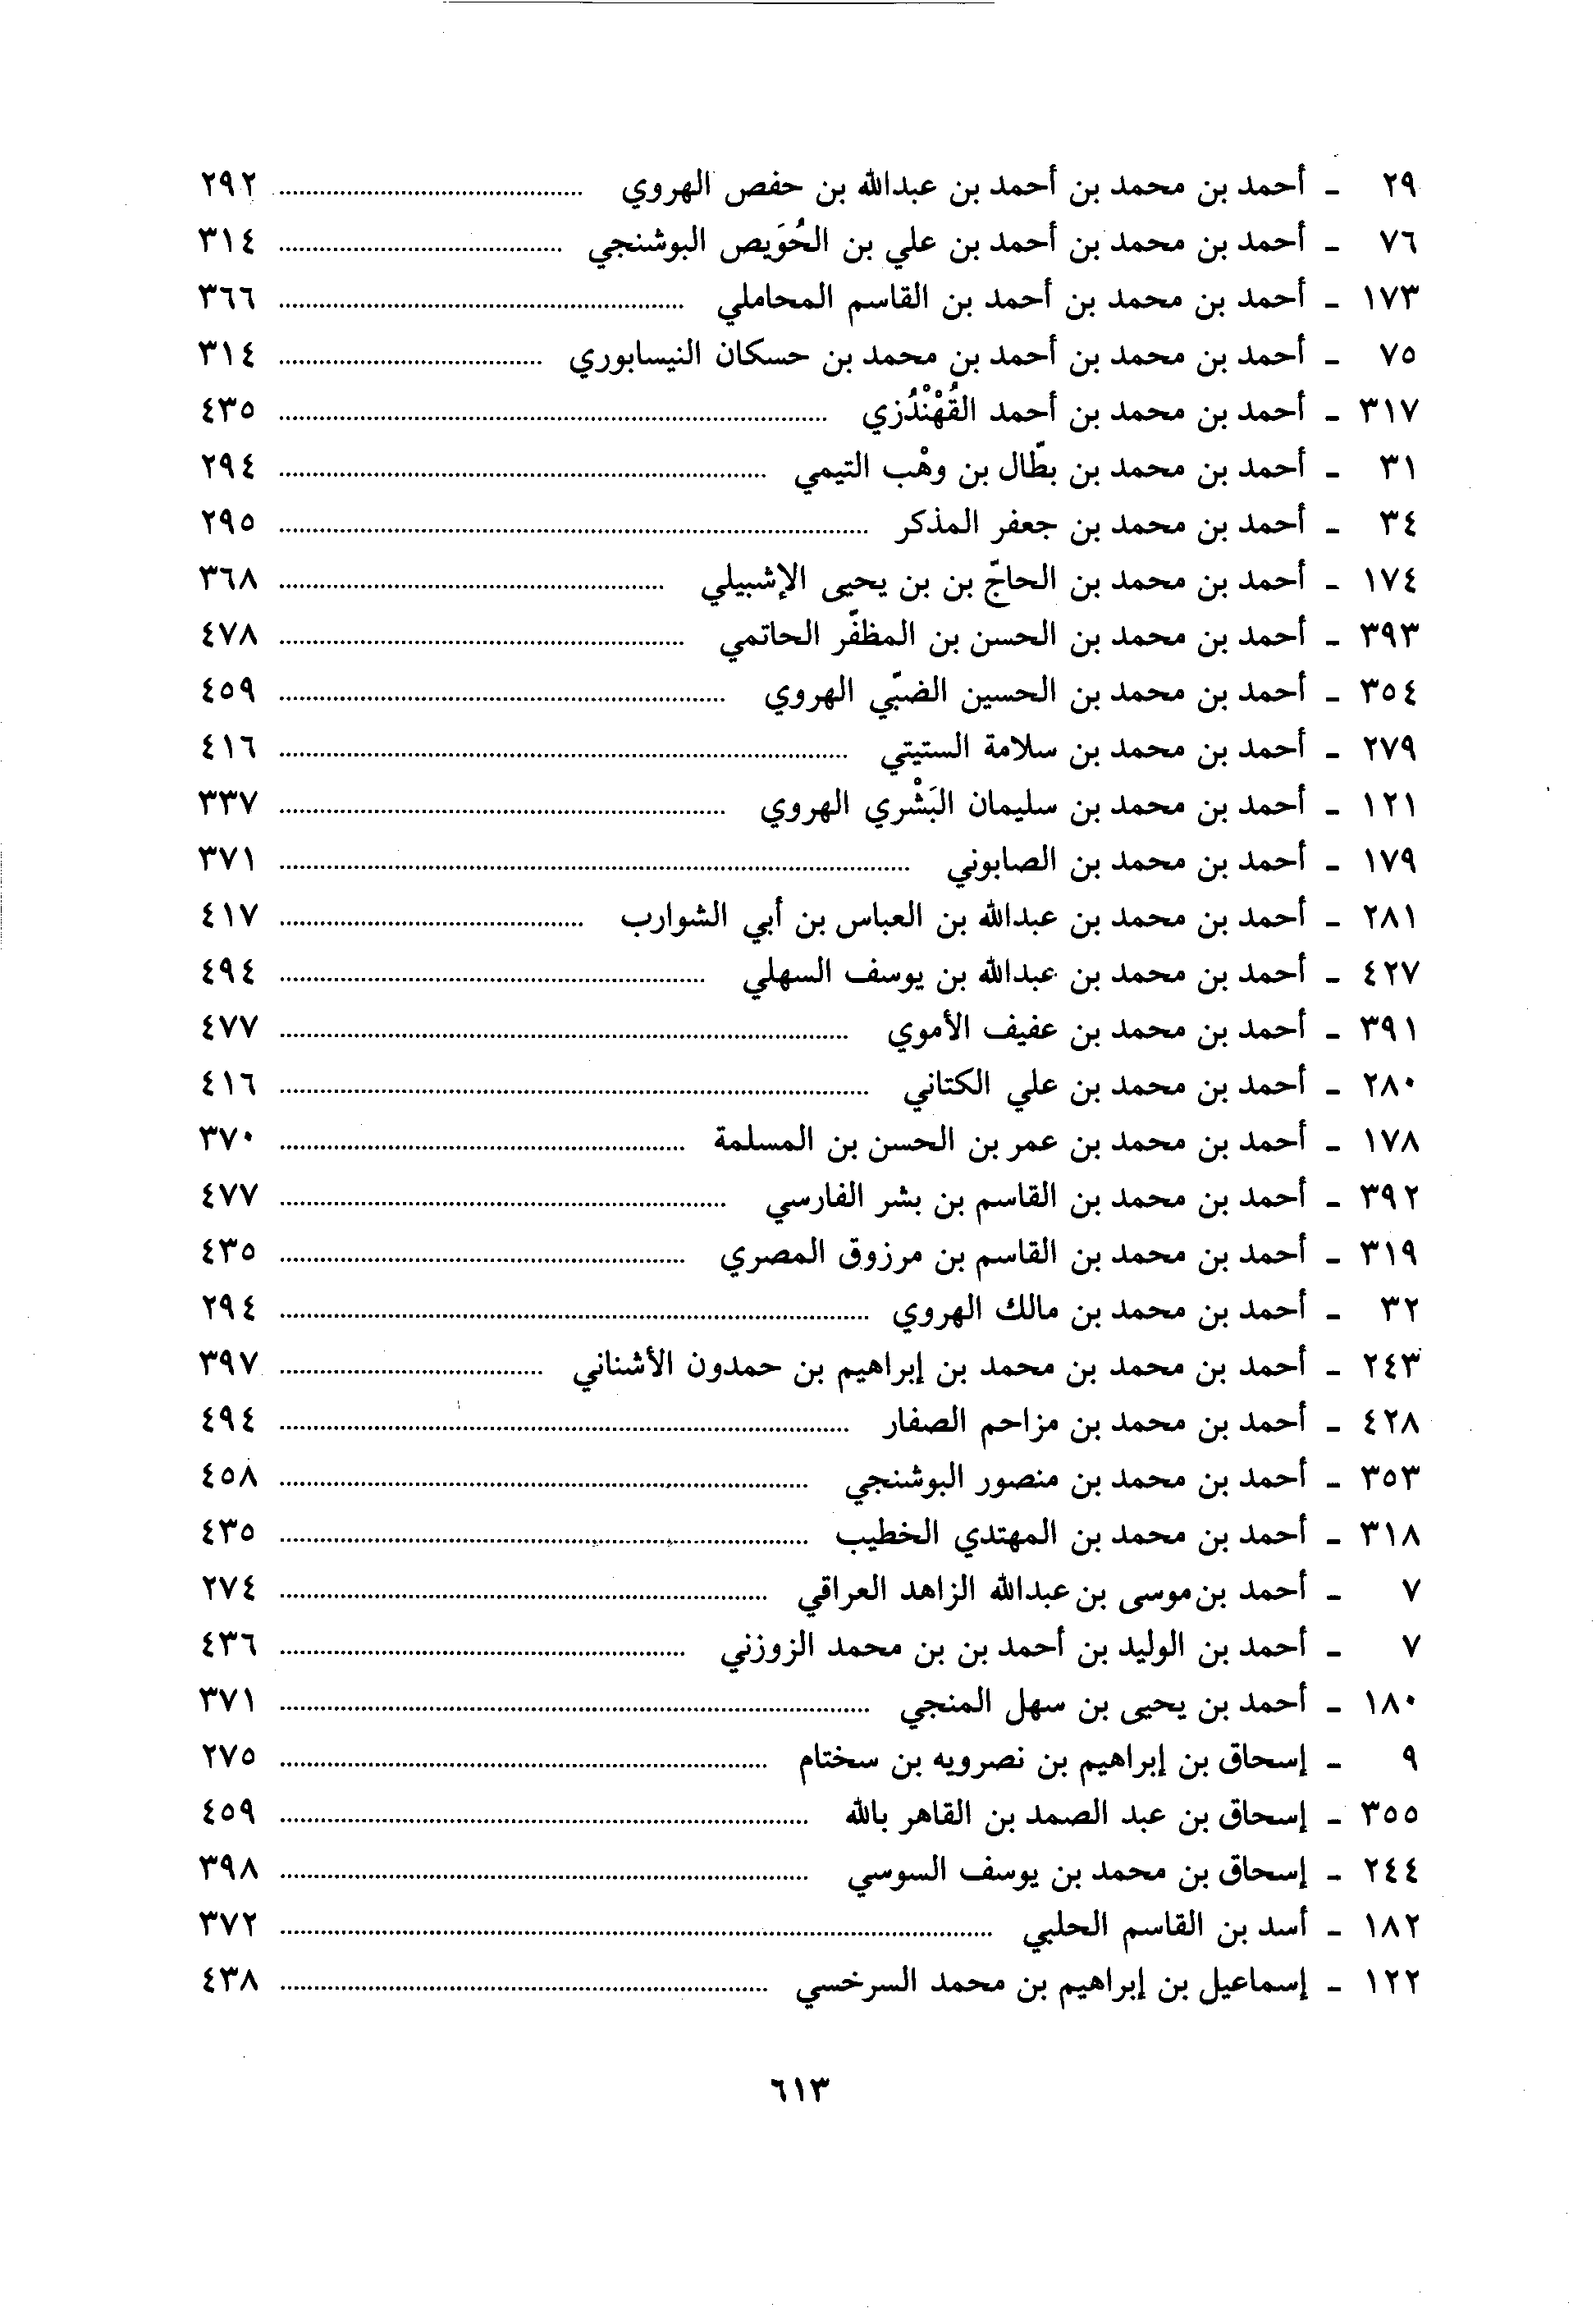 ٢٩ - أحمد بن محمد بن أحمد بن عبدالله بن حفص الهروي ........ ٢٩٢
٧٦ - أحمد بن محمد بن أحمد بن علي بن الحُوَيص البوشنجي ........ ٣١٤
١٧٣ - أحمد بن محمد بن أحمد بن القاسم المحاملي ........ ٣٦٦
٧٥ - أحمد بن محمد بن أحمد بن محمد بن حسكان النيسابوري ........ ٣١٤
٣١٧ - أحمد بن محمد بن أحمد القُهْنْدُزي ........ ٤٣٥
٣١ - أحمد بن محمد بن بطّال بن وهْب التيمي ........ ٢٩٤
٣٤ - أحمد بن محمد بن جعفر المذكر ........ ٢٩٥
١٧٤ - أحمد بن محمد بن الحاجّ بن بن يحيى الإشبيلي ........ ٣٦٨
٣٩٣ - أحمد بن محمد بن الحسن بن المظفّر الحاتمي ........ ٤٧٨
٣٥٤ - أحمد بن محمد بن الحسين الضبّي الهروي ........ ٤٥٩
٢٧٩ - أحمد بن محمد بن سلامة الستيتي ........ ٤١٦
١٢١ - أحمد بن محمد بن سليمان البَشْري الهروي ........ ٣٣٧
١٧٩ - أحمد بن محمد بن الصابوني ........ ٣٧١
٢٨١ - أحمد بن محمد بن عبدالله بن العباس بن أبي الشوارب ........ ٤١٧
٤٢٧ - أحمد بن محمد بن عبدالله بن يوسف السهلي ........ ٤٩٤
٣٩١ - أحمد بن محمد بن عفيف الأموي ........ ٤٧٧
٢٨٠ - أحمد بن محمد بن علي الكتاني ........ ٤١٦
١٧٨ - أحمد بن محمد بن عمر بن الحسن بن المسلمة ........ ٣٧٠
٣٩٢ - أحمد بن محمد بن القاسم بن بشر الفارسي ........ ٤٧٧
٣١٩ - أحمد بن محمد بن القاسم بن مرزوق المصري ........ ٤٣٥
٣٢ - أحمد بن محمد بن مالك الهروي ........ ٢٩٤
٢٤٣ - أحمد بن محمد بن محمد بن إبراهيم بن حمدون الأشناني ........ ٣٩٧
٤٢٨ - أحمد بن محمد بن مزاحم الصفار ........ ٤٩٤
٣٥٣ - أحمد بن محمد بن منصور البوشنجي ........ ٤٥٨
٣١٨ - أحمد بن محمد بن المهتدي الخطيب ........ ٤٣٥
٧ - أحمد بن موسى بن عبدالله الزاهد العراقي ........ ٢٧٤
٧ - أحمد بن الوليد بن أحمد بن بن محمد الزوزني ........ ٤٣٦
١٨٠ - أحمد بن يحيى بن سهل المنجي ........ ٣٧١
٩ - إسحاق بن إبراهيم بن نصرويه بن سختام ........ ٢٧٥
٣٥٥ - إسحاق بن عبد الصمد بن القاهر بالله ........ ٤٥٩
٢٤٤ - إسحاق بن محمد بن يوسف السوسي ........ ٣٩٨
١٨٢ - أسد بن القاسم الحلبي ........ ٣٧٢
١٢٢ - إسماعيل بن إبراهيم بن محمد السرخسي ........ ٤٣٨
٦١٣